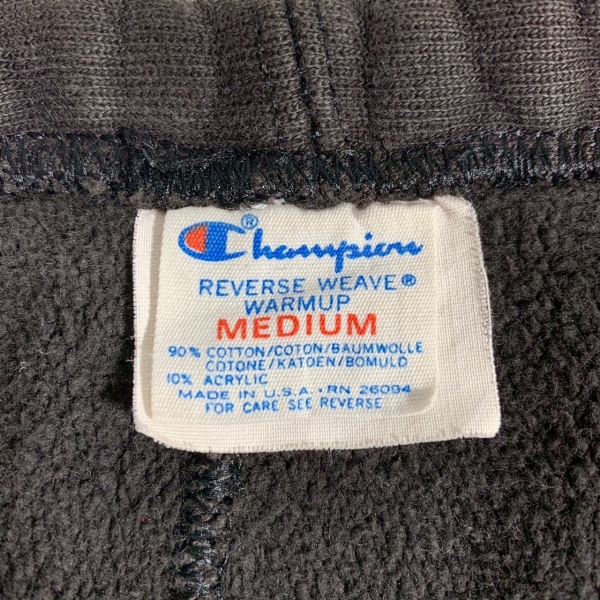 Champion®
REVERSE WEAVE®
WARMUP
MEDIUM
90% COTTON/COTON/BAUMWOLLE
COTONE/KATOEN/BOMULD
10% ACRYLIC
MADE IN U.S.A. · RN 26094
FOR CARE SEE REVERSE